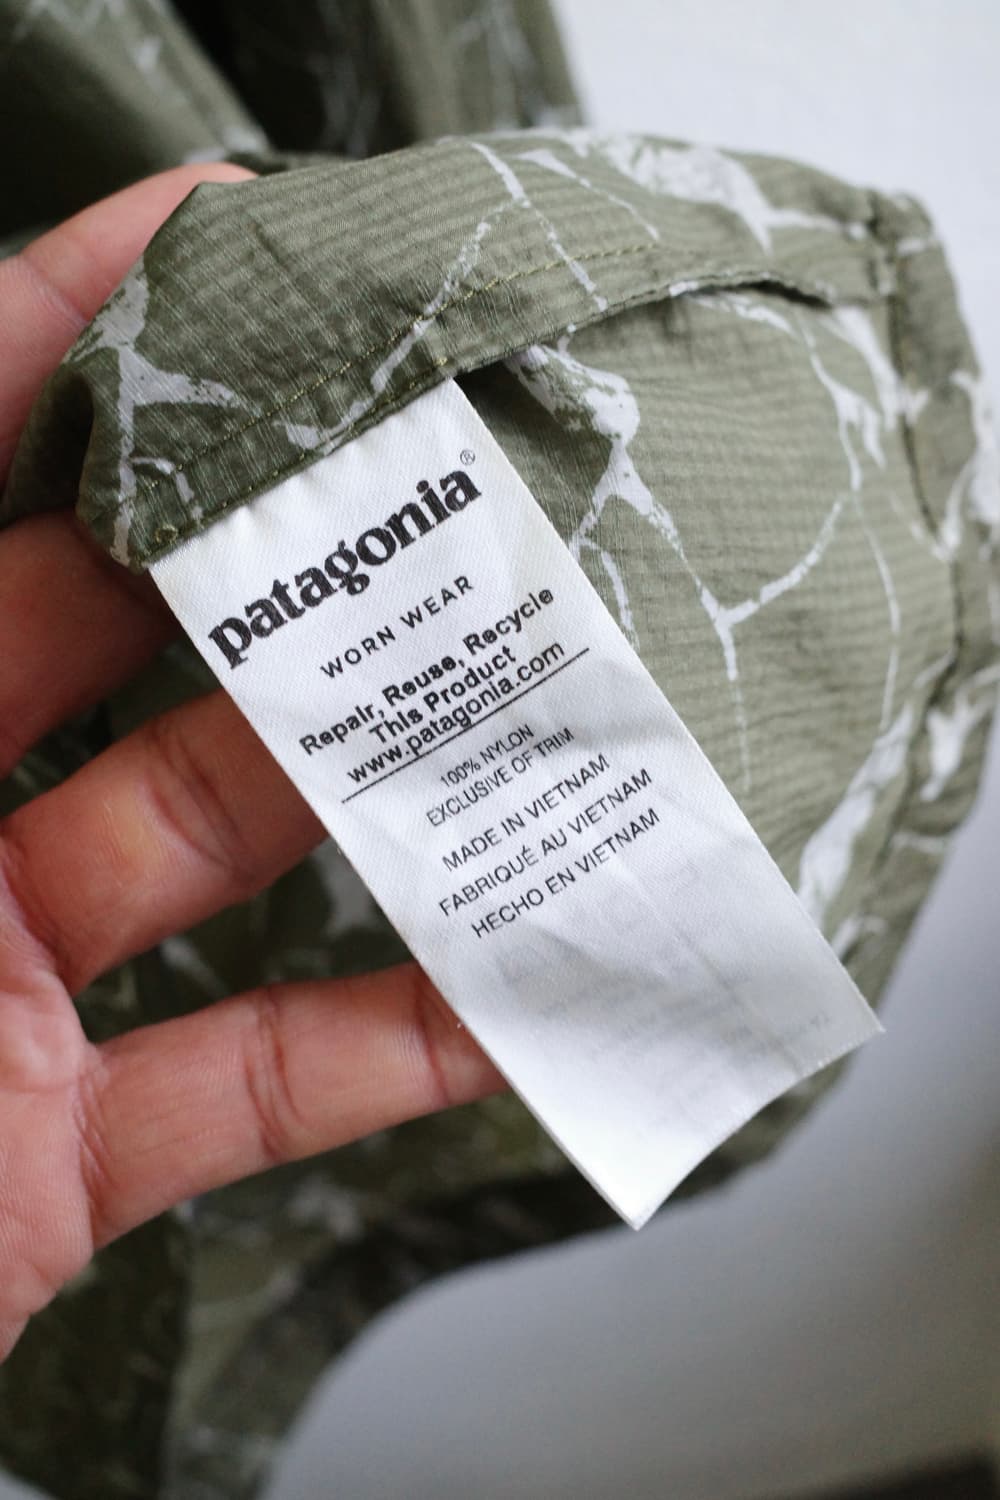 patagonia®
WORN WEAR
Repair, Reuse, Recycle
This Product
www.patagonia.com
100% NYLON
EXCLUSIVE OF TRIM
MADE IN VIETNAM
FABRIQUÉ AU VIETNAM
HECHO EN VIETNAM